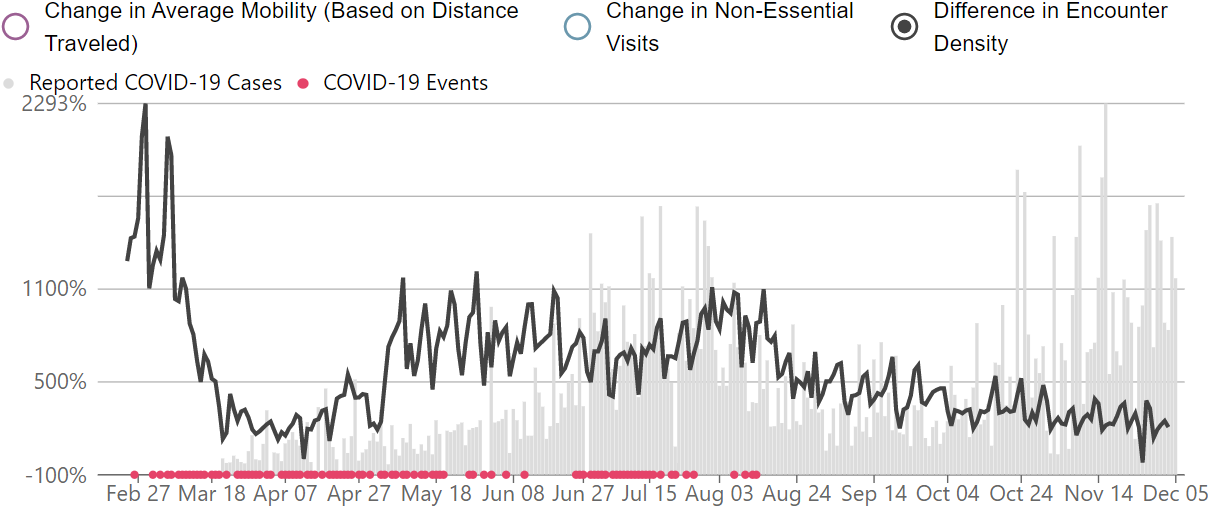 Change in Average Mobility (Based on Distance
Traveled)
Change in Non-Essential
Visits
Difference in Encounter
Density
Reported COVID-19 Cases
COVID-19 Events
2293%
1100%
500%
-100%
Feb 27 Mar 18 Apr 07 Apr 27 May 18 Jun 08 Jun 27 Jul 15 Aug 03 Aug 24 Sep 14 Oct 04 Oct 24 Nov 14 Dec 05